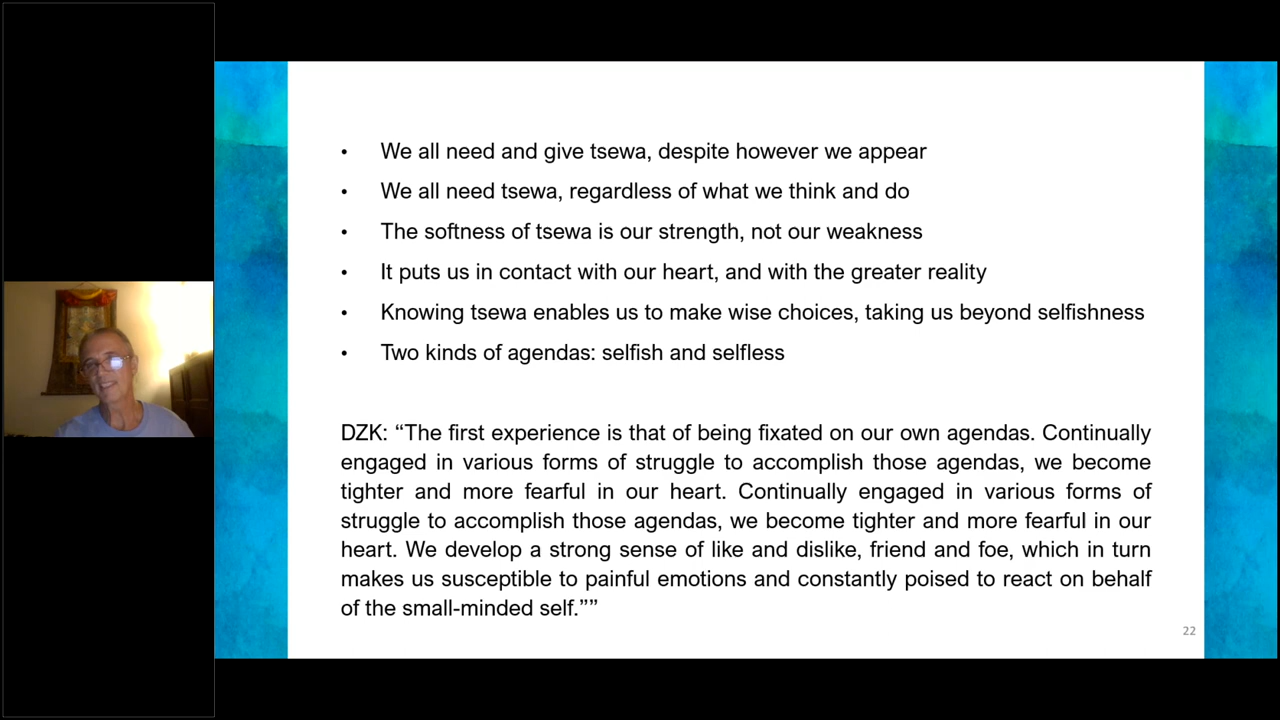 • We all need and give tsewa, despite however we appear
• We all need tsewa, regardless of what we think and do
• The softness of tsewa is our strength, not our weakness
• It puts us in contact with our heart, and with the greater reality
• Knowing tsewa enables us to make wise choices, taking us beyond selfishness
• Two kinds of agendas: selfish and selfless
DZK: “The first experience is that of being fixated on our own agendas. Continually
engaged in various forms of struggle to accomplish those agendas, we become
tighter and more fearful in our heart. Continually engaged in various forms of
struggle to accomplish those agendas, we become tighter and more fearful in our
heart. We develop a strong sense of like and dislike, friend and foe, which in turn
makes us susceptible to painful emotions and constantly poised to react on behalf
of the small-minded self.””
22